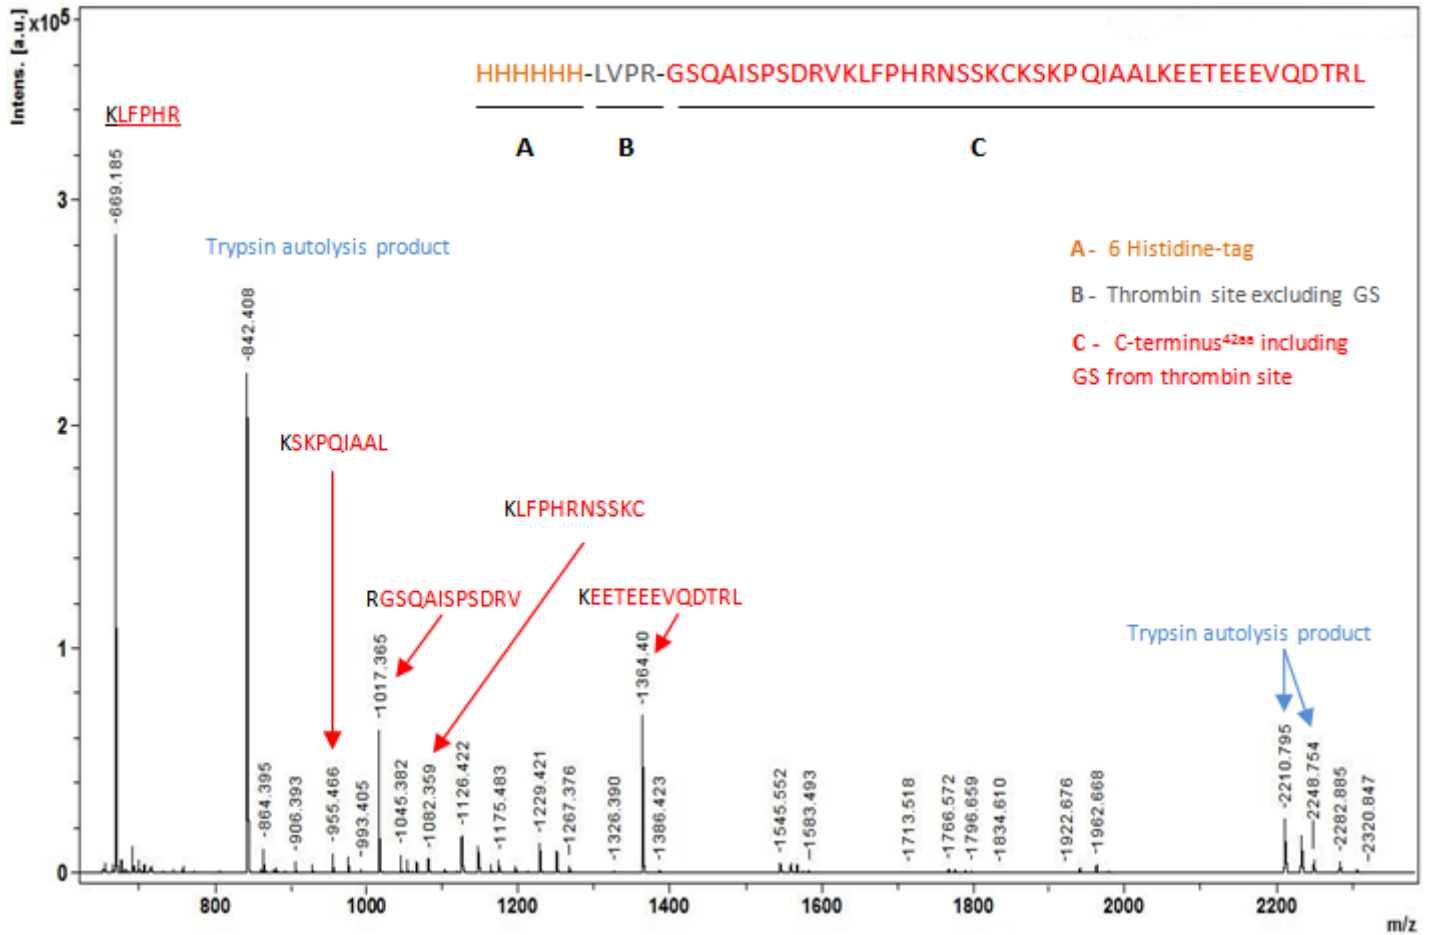 Intens. [a.u.]
x10⁵
HHHHHH-LVPR-GSQAISPSDRVKLFPHRNSSKCKSKPQIAALKEETEEEVQDTRL
A
B
C
KLFPHR
-669.185
3
Trypsin autolysis product
-842.408
A - 6 Histidine-tag
B - Thrombin site excluding GS
C - C-terminus⁴²ᵃᵃ including
GS from thrombin site
2
KSKPQIAAL
KLFPHRNSSKC
RGSQAISPSDRV
KEETEEEVQDTRL
Trypsin autolysis product
1
-864.395
-906.393
-955.466
-993.405
-1017.365
-1045.382
-1082.359
-1126.422
-1175.483
-1229.421
-1267.376
-1326.390
-1364.40
-1386.423
-1545.552
-1583.493
-1713.518
-1766.572
-1796.659
-1834.610
-1922.676
-1962.668
-2210.795
-2248.754
-2282.885
-2320.847
0
800 1000 1200 1400 1600 1800 2000 2200
m/z